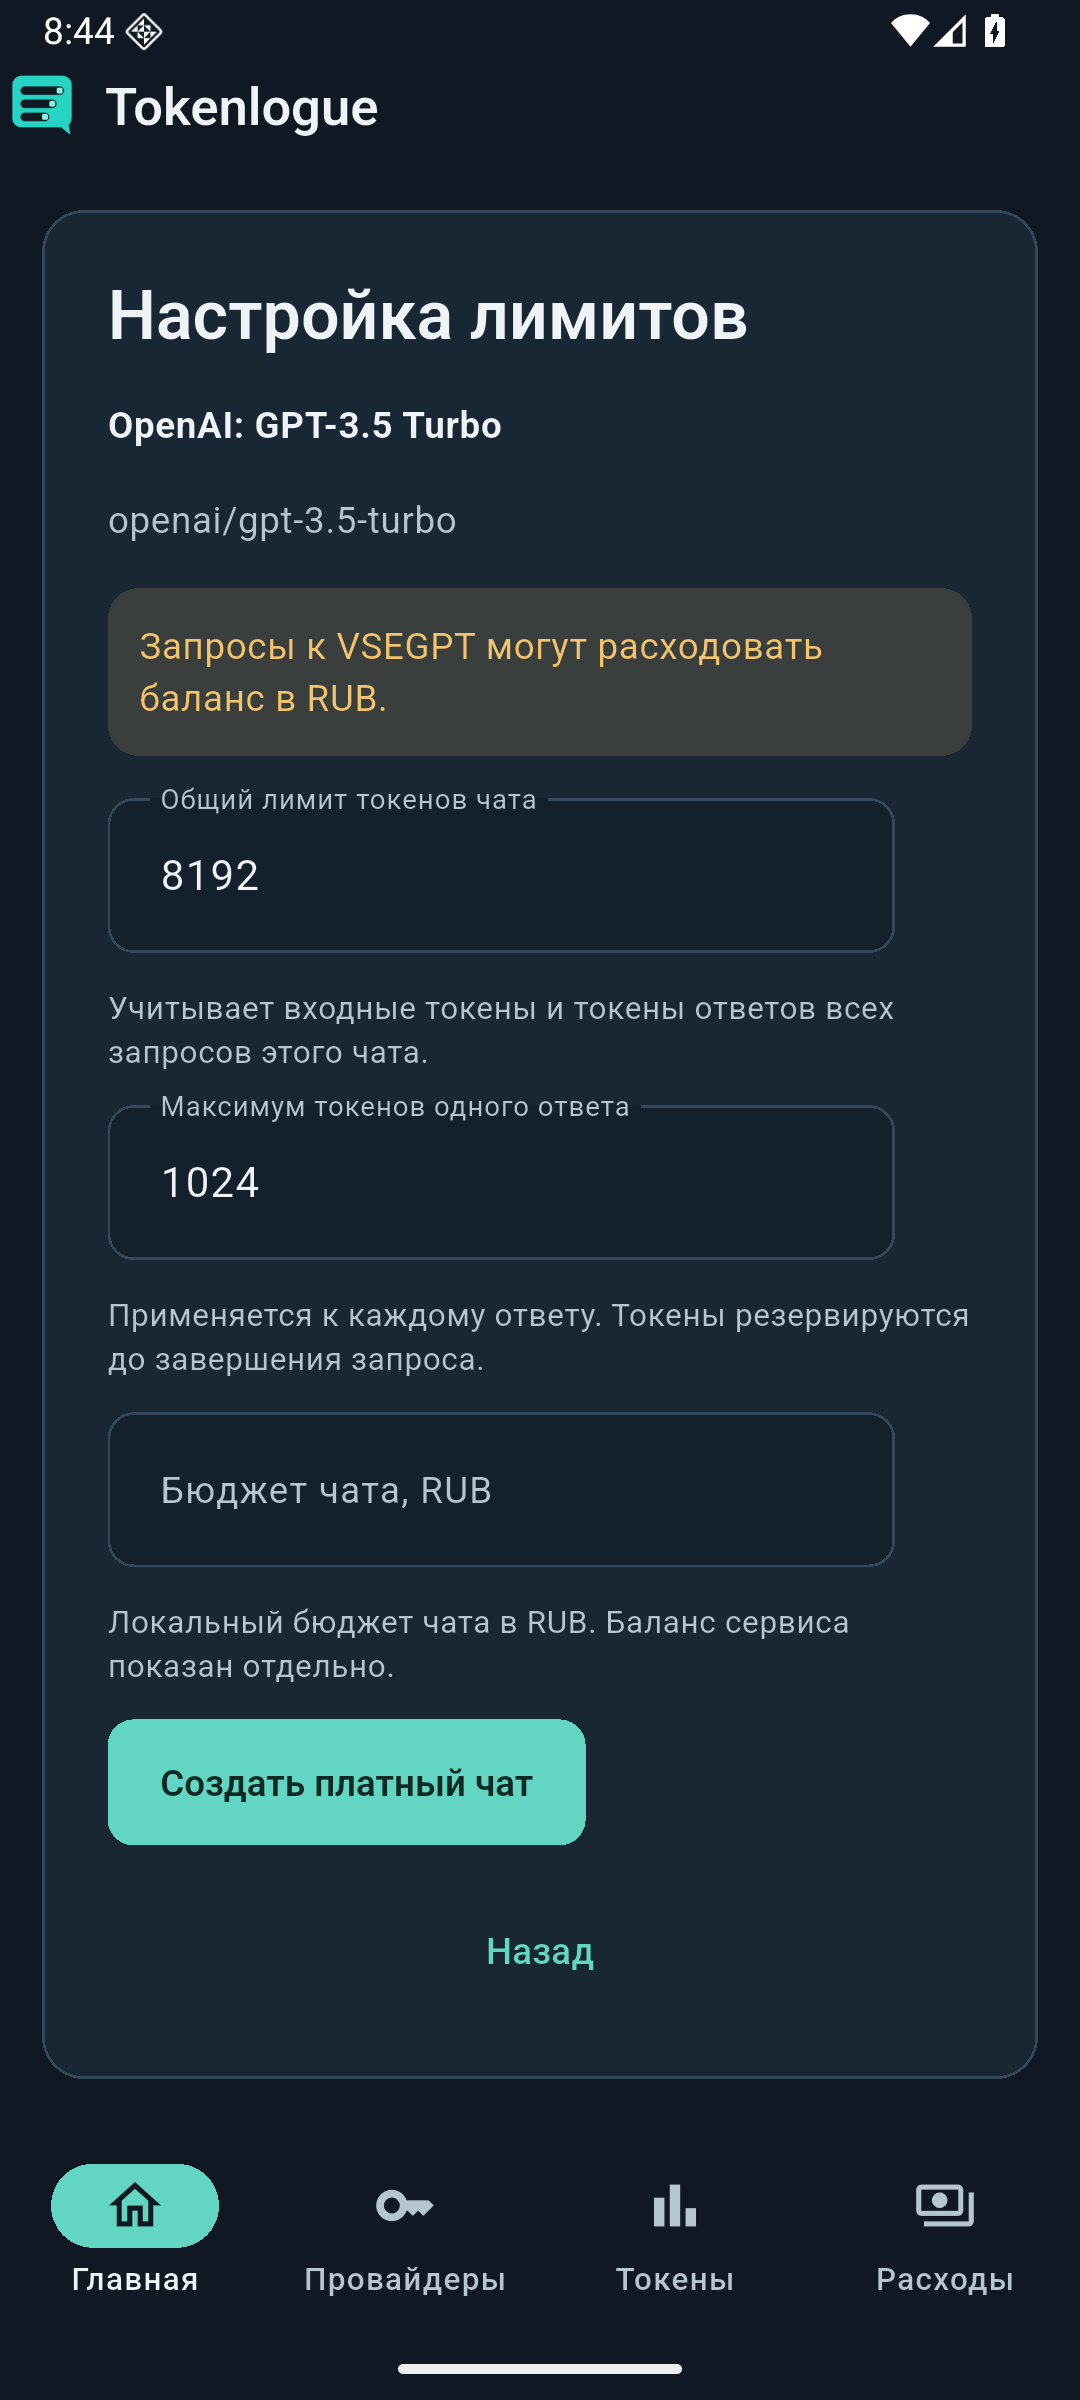 8:44
Tokenlogue
Настройка лимитов
OpenAI: GPT-3.5 Turbo
openai/gpt-3.5-turbo
Запросы к VSEGPT могут расходовать
баланс в RUB.
Общий лимит токенов чата
8192
Учитывает входные токены и токены ответов всех
запросов этого чата.
Максимум токенов одного ответа
1024
Применяется к каждому ответу. Токены резервируются
до завершения запроса.
Бюджет чата, RUB
Локальный бюджет чата в RUB. Баланс сервиса
показан отдельно.
Создать платный чат
Назад
Главная
Провайдеры
Токены
Расходы